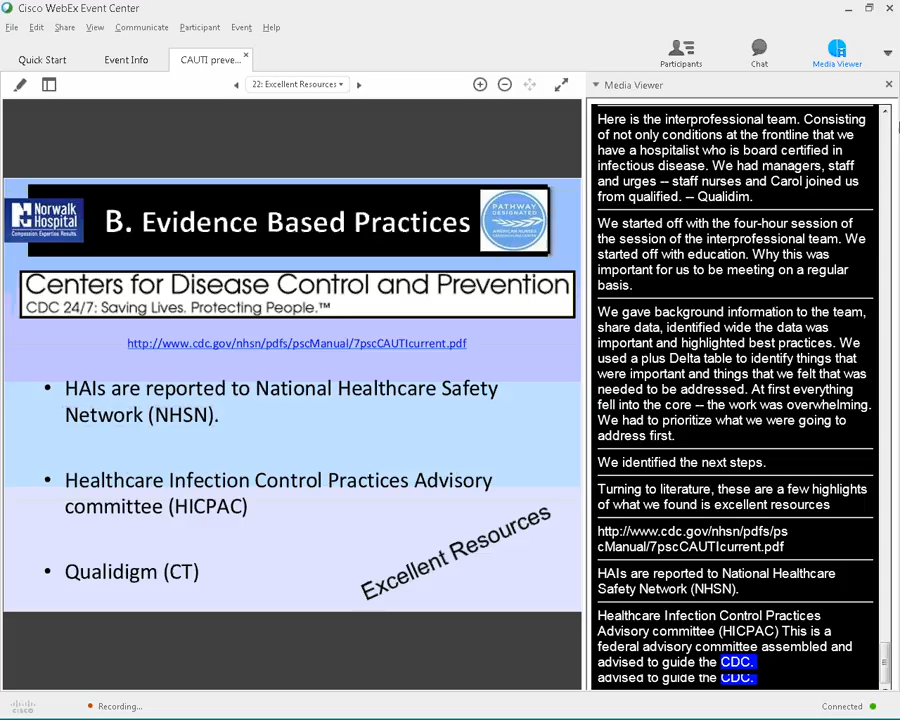 Cisco WebEx Event Center
File Edit Share View Communicate Participant Event Help
Quick Start Event Info CAUTI preve...
Participants Chat Media Viewer
22: Excellent Resources
Norwalk
Hospital
Compassion. Expertise. Results.
B. Evidence Based Practices
PATHWAY
DESIGNATED
Centers for Disease Control and Prevention
CDC 24/7: Saving Lives. Protecting People.™
http://www.cdc.gov/nhsn/pdfs/pscManual/7pscCAUTIcurrent.pdf
• HAIs are reported to National Healthcare Safety
Network (NHSN).
• Healthcare Infection Control Practices Advisory
committee (HICPAC)
• Qualidigm (CT)
Excellent Resources
Media Viewer
Here is the interprofessional team. Consisting
of not only conditions at the frontline that we
have a hospitalist who is board certified in
infectious disease. We had managers, staff
and urges -- staff nurses and Carol joined us
from qualified. -- Qualidim.
We started off with the four-hour session of
the session of the interprofessional team. We
started off with education. Why this was
important for us to be meeting on a regular
basis.
We gave background information to the team,
share data, identified wide the data was
important and highlighted best practices. We
used a plus Delta table to identify things that
were important and things that we felt that was
needed to be addressed. At first everything
fell into the core -- the work was overwhelming.
We had to prioritize what we were going to
address first.
We identified the next steps.
Turning to literature, these are a few highlights
of what we found is excellent resources
http://www.cdc.gov/nhsn/pdfs/ps
cManual/7pscCAUTIcurrent.pdf
HAIs are reported to National Healthcare
Safety Network (NHSN).
Healthcare Infection Control Practices
Advisory committee (HICPAC) This is a
federal advisory committee assembled and
advised to guide the CDC.
advised to guide the CDC.
cisco Recording... Connected